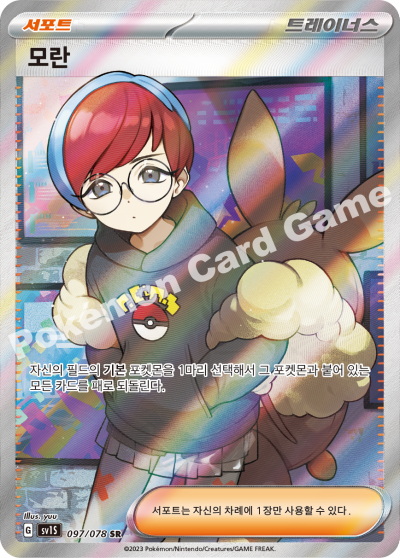 서포트
트레이너스
모란
Pokémon Card Game
자신의 필드의 기본 포켓몬을 1마리 선택해서 그 포켓몬과 붙어 있는
모든 카드를 패로 되돌린다.
서포트는 자신의 차례에 1장만 사용할 수 있다.
Illus. yuu
G sv1S 097/078 SR
©2023 Pokémon/Nintendo/Creatures/GAME FREAK.